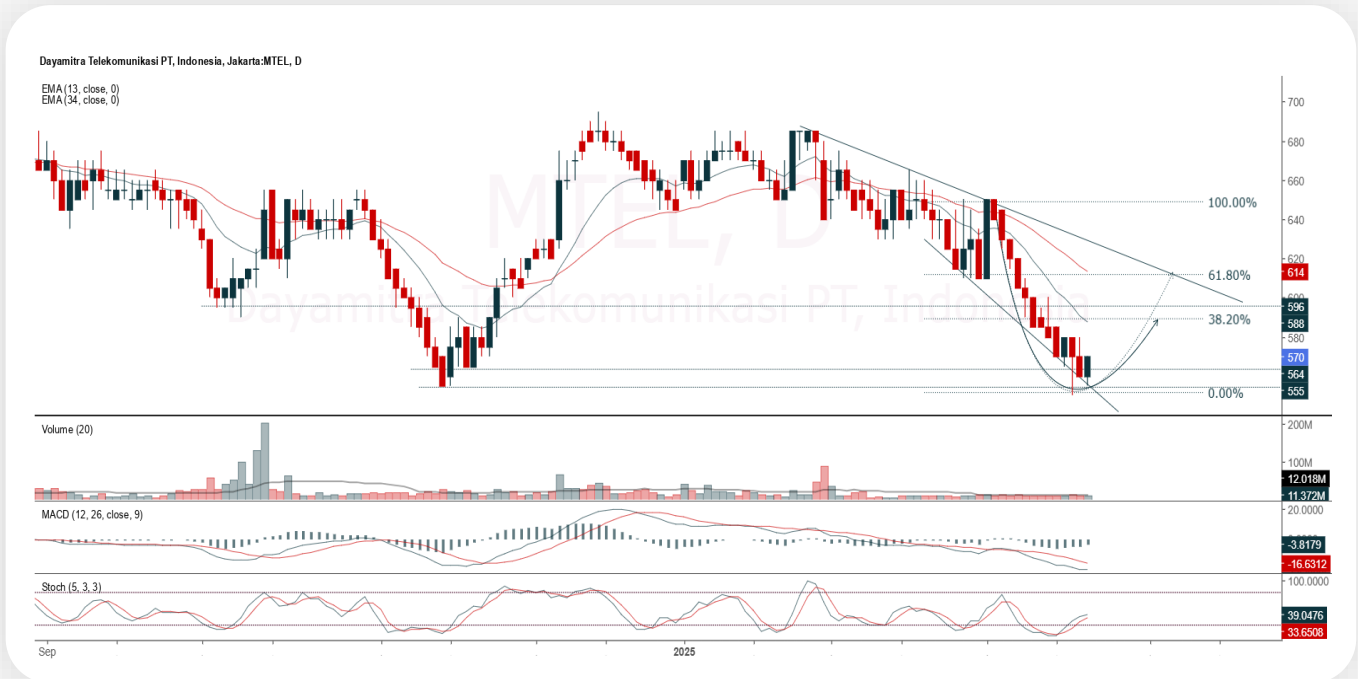 Dayamitra Telekomunikasi PT, Indonesia, Jakarta:MTEL, D
EMA (13, close, 0)
EMA (34, close, 0)
MTEL, D
Dayamitra Telekomunikasi PT, Indonesia
700
680
660
640
620
614
600
596
588
580
570
564
555
100.00%
61.80%
38.20%
0.00%
Volume (20)
200M
100M
12.018M
11.372M
MACD (12, 26, close, 9)
20.0000
-3.8179
-16.6312
Stoch (5, 3, 3)
100.0000
39.0476
33.6508
Sep
2025